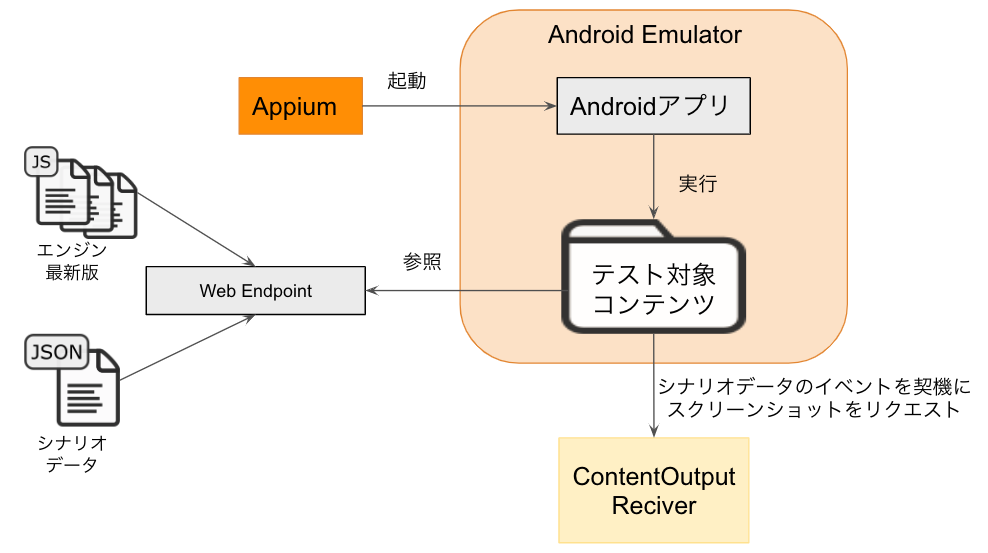 Android Emulator
Appium
起動
Androidアプリ
実行
JS
エンジン
最新版
参照
Web Endpoint
テスト対象
コンテンツ
JSON
シナリオ
データ
シナリオデータのイベントを契機に
スクリーンショットをリクエスト
ContentOutput
Reciver